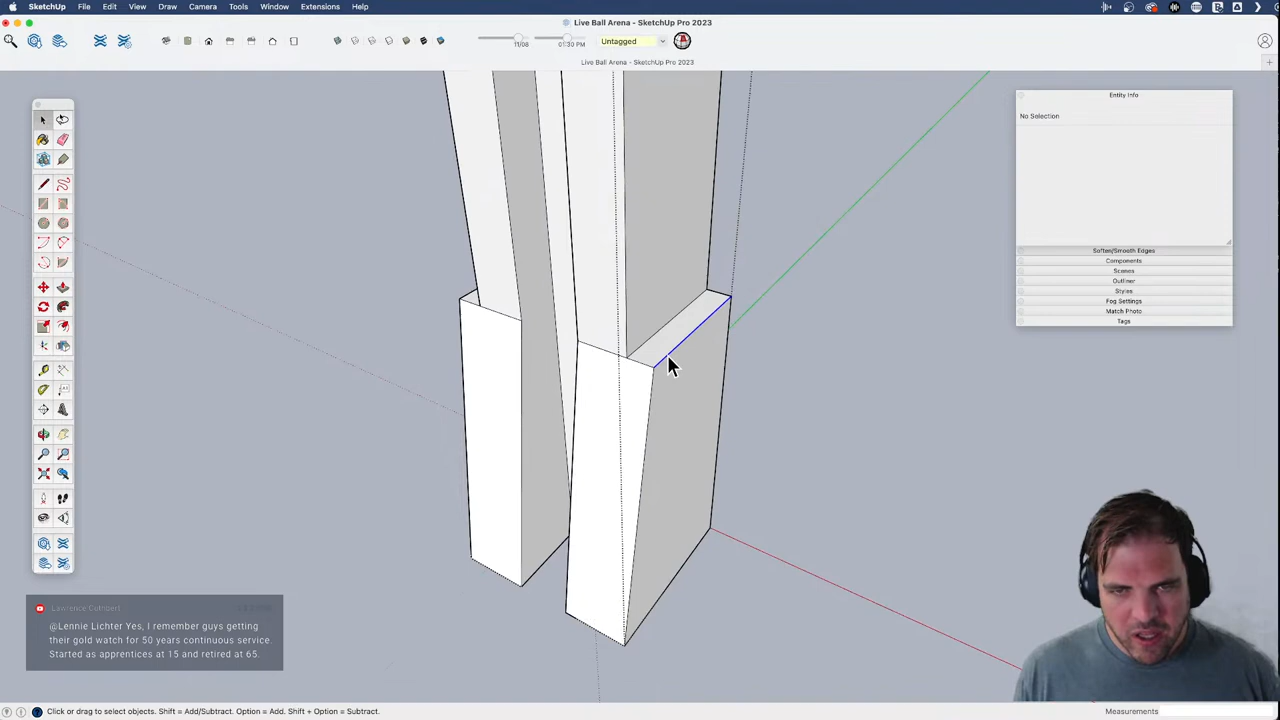 SketchUp File Edit View Draw Camera Tools Window Extensions Help
Live Ball Arena - SketchUp Pro 2023
11/08 01:30 PM Untagged
Live Ball Arena - SketchUp Pro 2023
Entity Info
No Selection
Soften/Smooth Edges
Components
Scenes
Outliner
Styles
Fog Settings
Match Photo
Tags
Lawrence Cuthbert
@Lennie Lichter Yes, I remember guys getting
their gold watch for 50 years continuous service.
Started as apprentices at 15 and retired at 65.
Click or drag to select objects. Shift = Add/Subtract. Option = Add. Shift + Option = Subtract.
Measurements